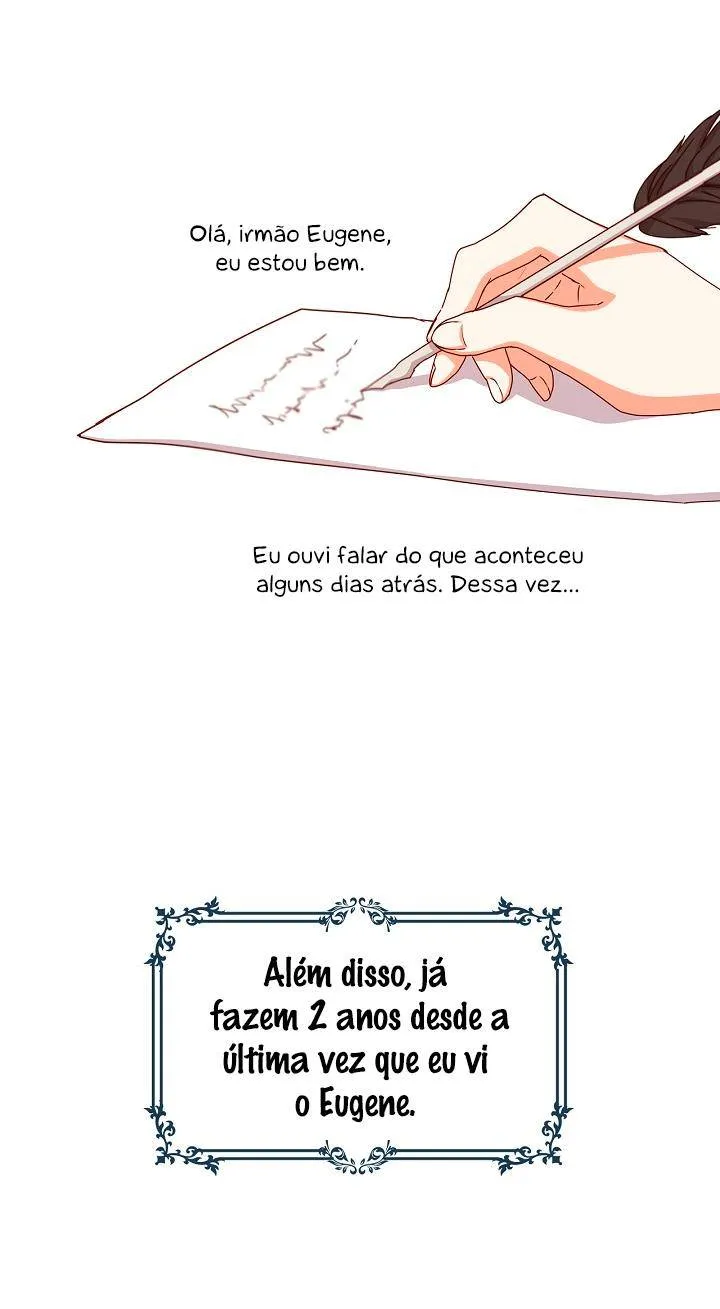 Olá, irmão Eugene,
eu estou bem.
Eu ouvi falar do que aconteceu
alguns dias atrás. Dessa vez...
Além disso, já
fazem 2 anos desde a
última vez que eu vi
o Eugene.